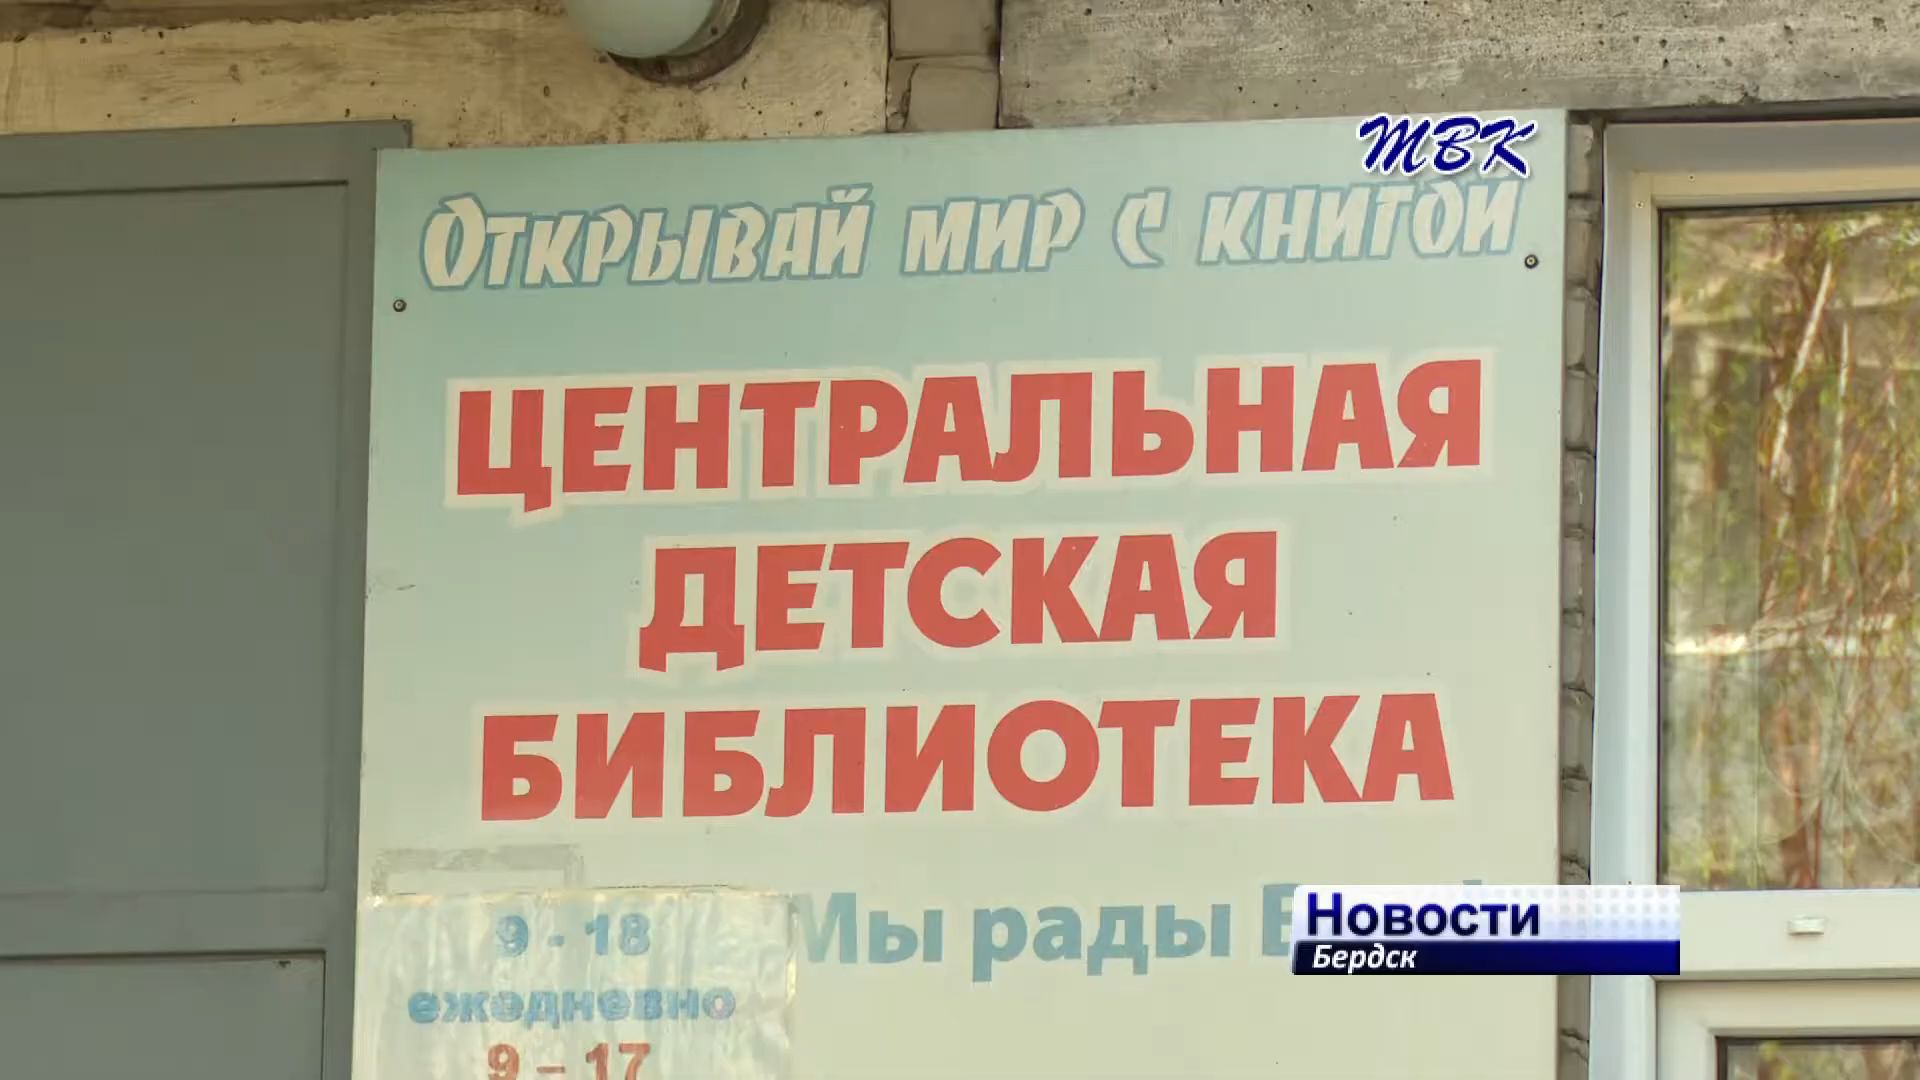 ТВК
Открывай мир с книгой
ЦЕНТРАЛЬНАЯ
ДЕТСКАЯ
БИБЛИОТЕКА
Мы рады
9 - 18
ежедневно
9 - 17
Новости
Бердск